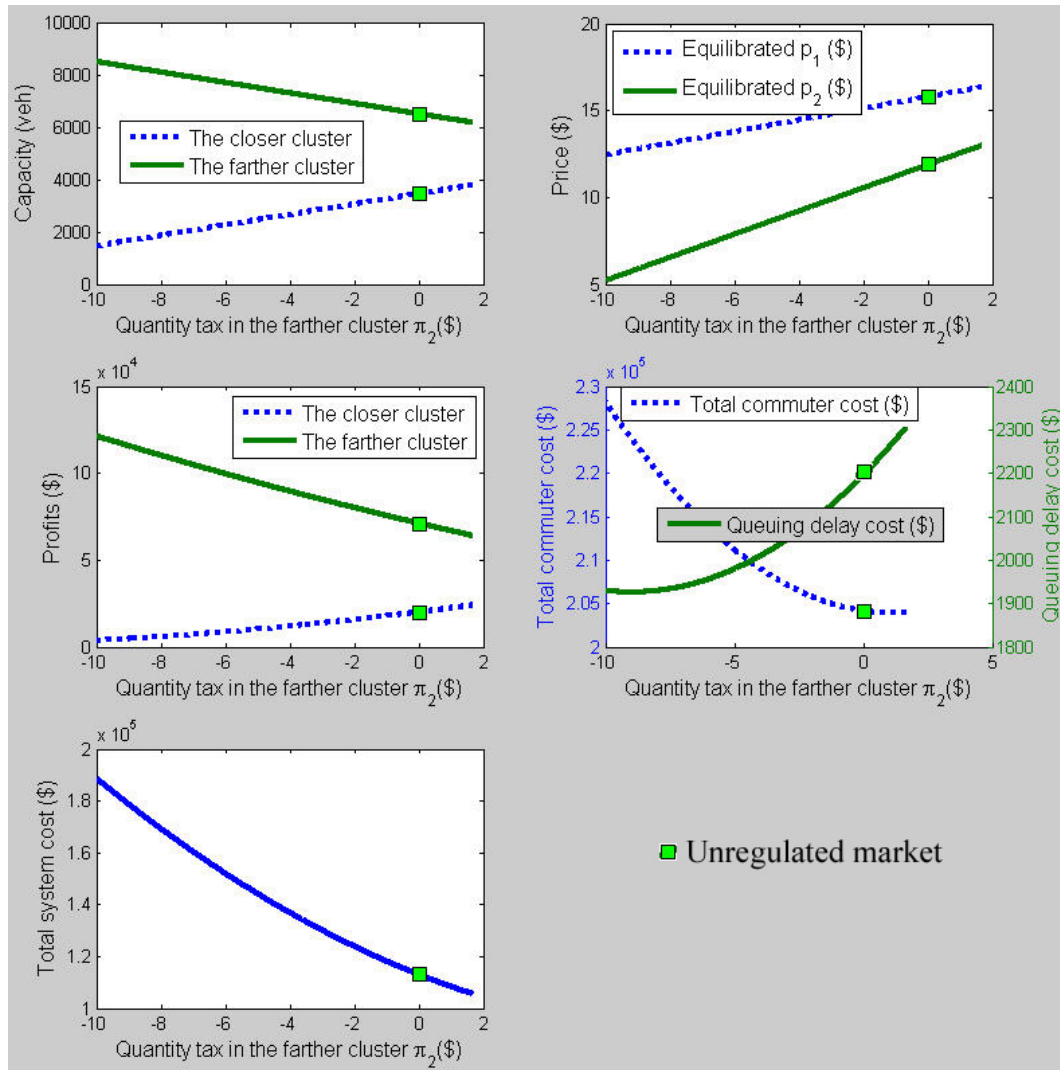 10000
8000
6000
4000
2000
0
Capacity (veh)
The closer cluster
The farther cluster
-10 -8 -6 -4 -2 0 2
Quantity tax in the farther cluster π2($)
20
15
10
5
Price ($)
Equilibrated p1 ($)
Equilibrated p2 ($)
-10 -8 -6 -4 -2 0 2
Quantity tax in the farther cluster π2($)
x 10^4
15
10
5
0
Profits ($)
The closer cluster
The farther cluster
-10 -8 -6 -4 -2 0 2
Quantity tax in the farther cluster π2($)
x 10^5
2.3
2.25
2.2
2.15
2.1
2.05
2
Total commuter cost ($)
Total commuter cost ($)
Queuing delay cost ($)
2400
2300
2200
2100
2000
1900
1800
Queuing delay cost ($)
-10 -5 0 5
Quantity tax in the farther cluster π2($)
x 10^5
2
1.8
1.6
1.4
1.2
1
Total system cost ($)
-10 -8 -6 -4 -2 0 2
Quantity tax in the farther cluster π2($)
Unregulated market